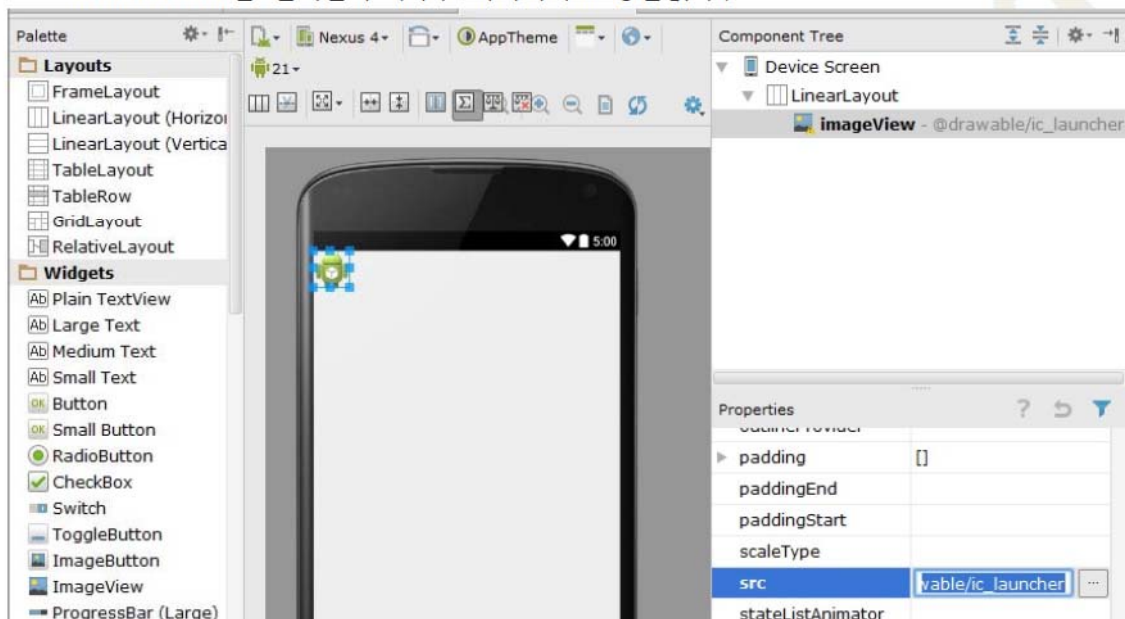 Palette
Nexus 4
AppTheme
21
Layouts
FrameLayout
LinearLayout (Horizo
LinearLayout (Vertica
TableLayout
TableRow
GridLayout
RelativeLayout
Widgets
Ab Plain TextView
Ab Large Text
Ab Medium Text
Ab Small Text
OK Button
OK Small Button
RadioButton
CheckBox
Switch
ToggleButton
ImageButton
ImageView
ProgressBar (Large)
5:00
Component Tree
Device Screen
LinearLayout
imageView - @drawable/ic_launcher
Properties
padding []
paddingEnd
paddingStart
scaleType
src vable/ic_launcher ...
stateListAnimator